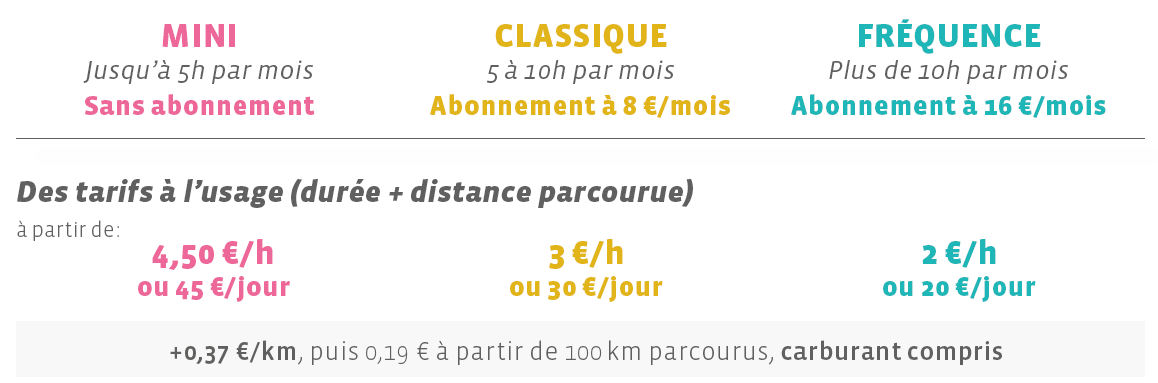 MINI
Jusqu'à 5h par mois
Sans abonnement
CLASSIQUE
5 à 10h par mois
Abonnement à 8 €/mois
FRÉQUENCE
Plus de 10h par mois
Abonnement à 16 €/mois
Des tarifs à l'usage (durée + distance parcourue)
à partir de:
4,50 €/h
ou 45 €/jour
3 €/h
ou 30 €/jour
2 €/h
ou 20 €/jour
+0,37 €/km, puis 0,19 € à partir de 100 km parcourus, carburant compris